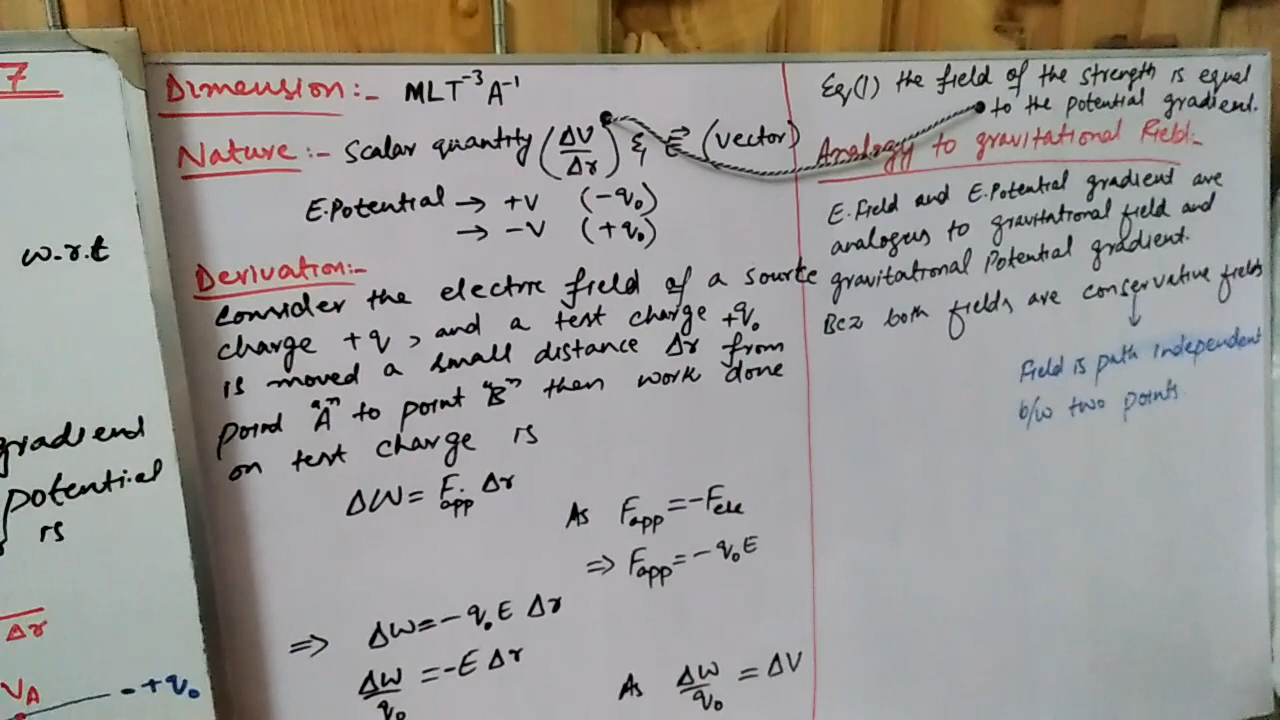 7
w.r.t
gradient
potential
is
Δr
V_A
+q₀
Dimension:- MLT⁻³A⁻¹
Nature:- Scalar quantity (ΔV/Δr) & E⃗ (vector)
E.Potential → +V (-q₀)
→ -V (+q₀)
Derivation:-
Consider the electric field of a source
charge +q, and a test charge +q₀
is moved a small distance Δr from
point "A" to point "B" then work done
on test charge is
ΔW = F_app . Δr
As F_app = -F_ele
⇒ F_app = -q₀E
⇒ ΔW = -q₀E Δr
ΔW/q₀ = -E Δr
As ΔW/q₀ = ΔV
Eq(1) the field of the strength is equal
to the potential gradient.
Analogy to gravitational Field:-
E.Field and E.Potential gradient are
analogus to gravitational field and
gravitational Potential gradient.
Bcz both fields are conservative fields
↓
Field is path independent
b/w two points